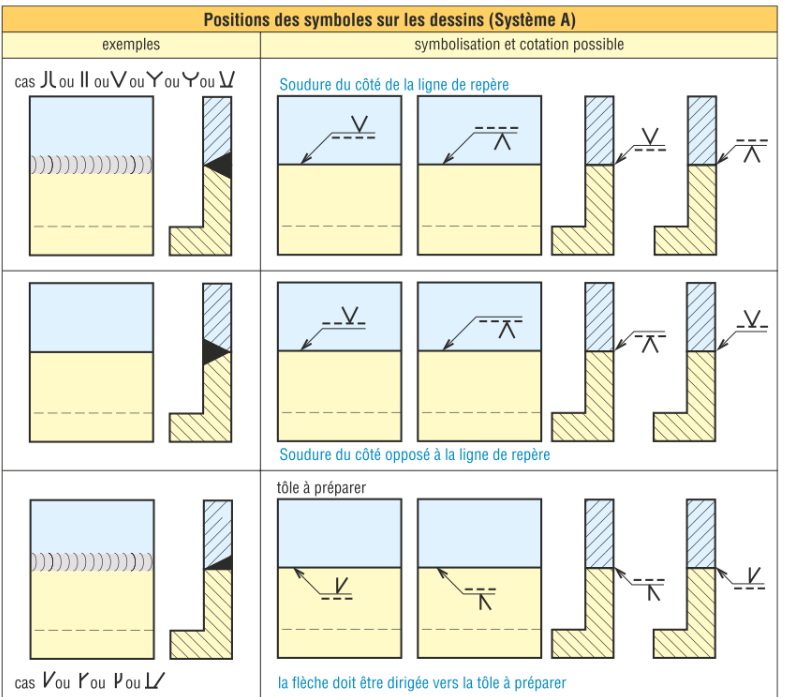 Positions des symboles sur les dessins (Système A)
exemples
symbolisation et cotation possible
cas ou ou ou ou ou
Soudure du côté de la ligne de repère
Soudure du côté opposé à la ligne de repère
tôle à préparer
cas ou ou ou
la flèche doit être dirigée vers la tôle à préparer